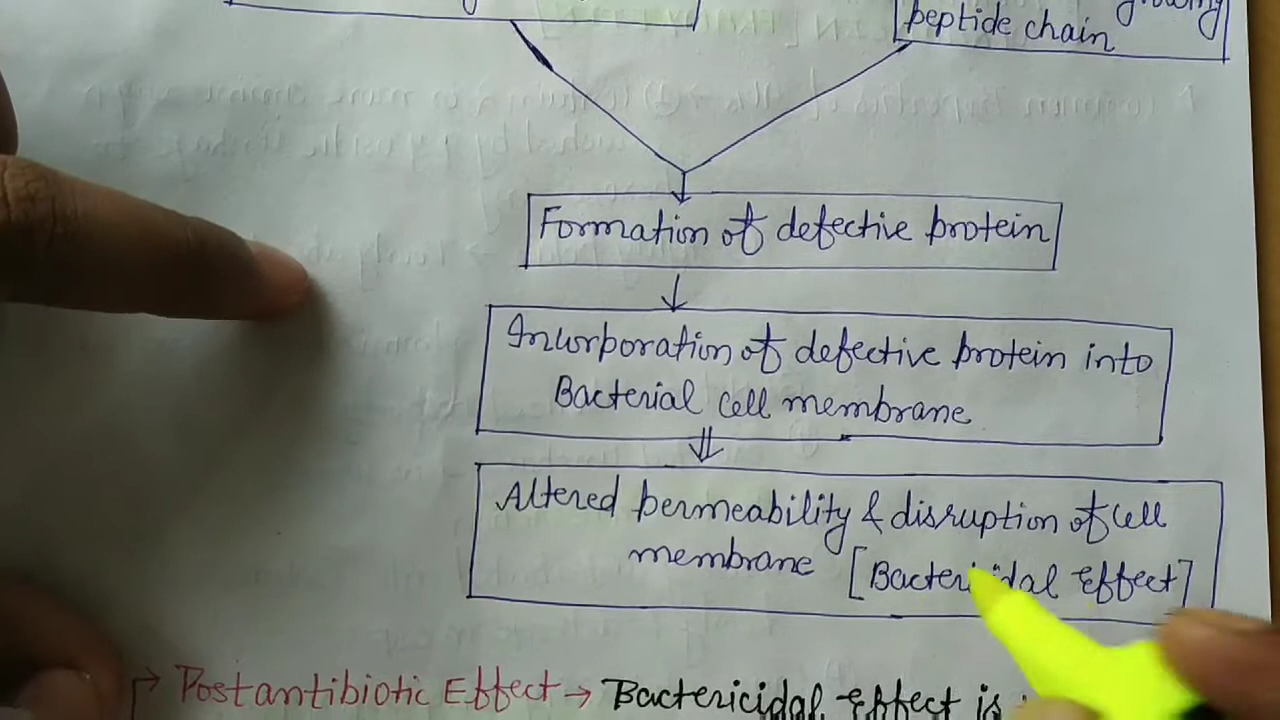 growing
peptide chain
Formation of defective protein
Incorporation of defective protein into
Bacterial cell membrane
Altered permeability & disruption of cell
membrane [Bactericidal Effect]
→ Postantibiotic Effect → Bactericidal effect is